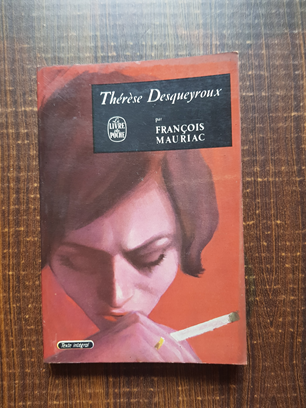 Thérèse Desqueyroux
Le
LIVRE
de
POCHE
par
FRANÇOIS
MAURIAC
Texte intégral